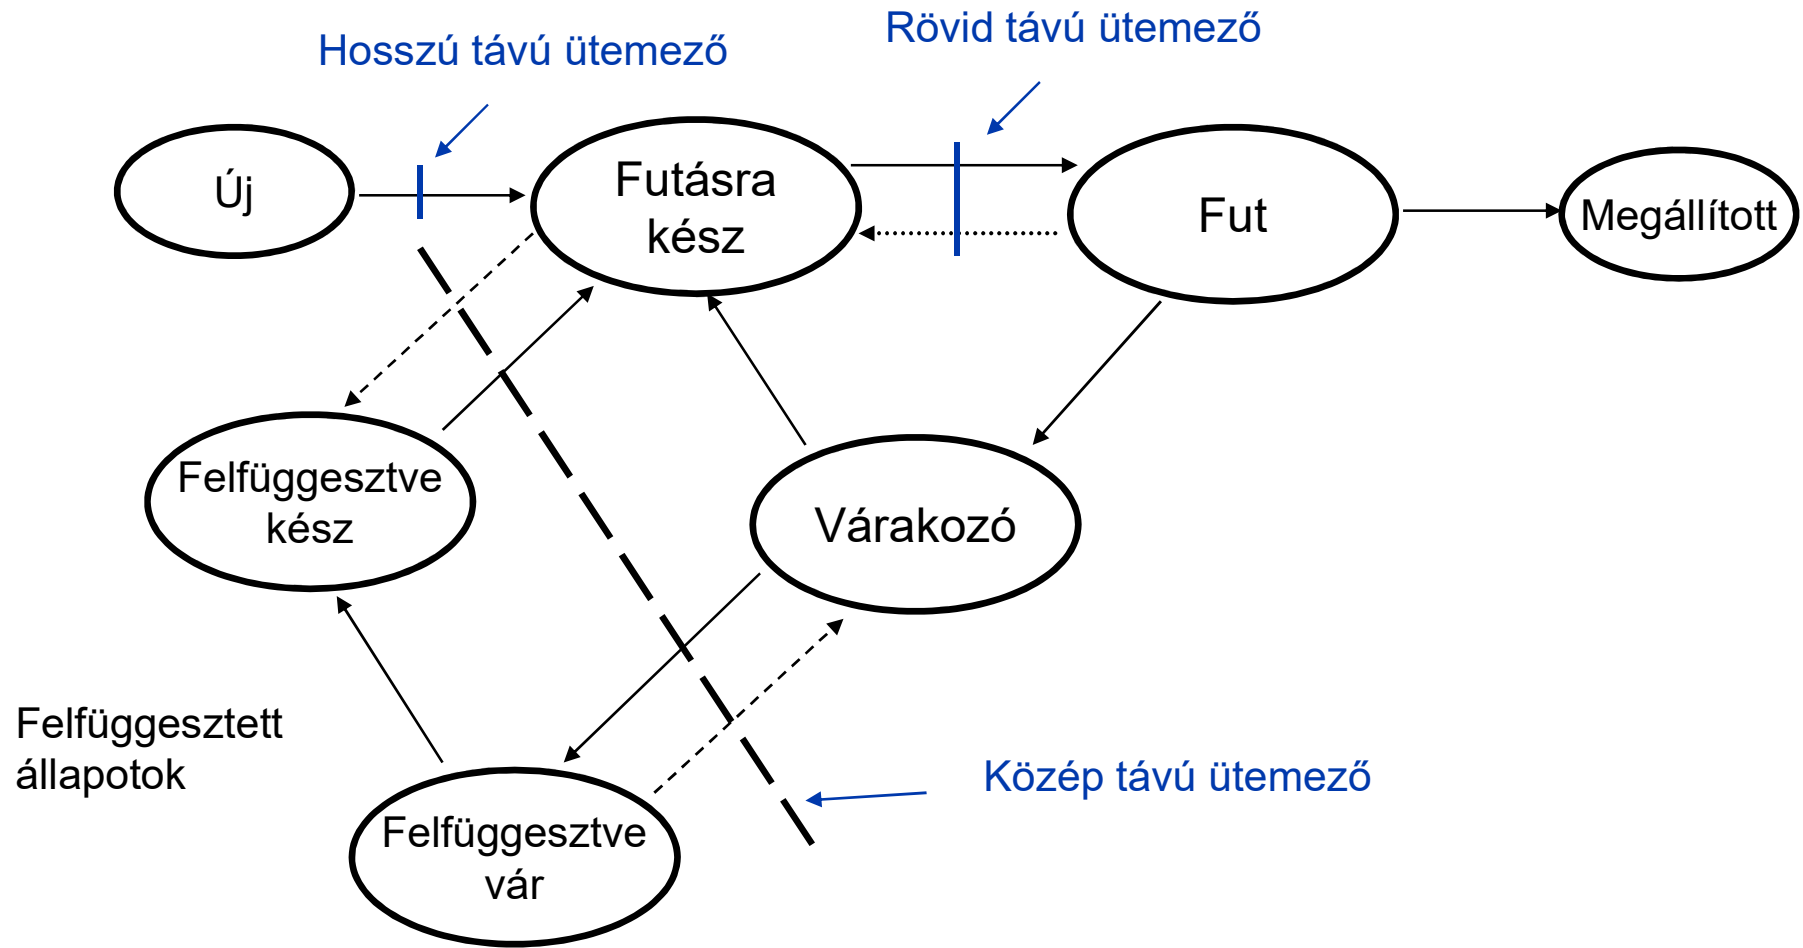 Hosszú távú ütemező
Rövid távú ütemező
Új
Futásra
kész
Fut
Megállított
Felfüggesztve
kész
Várakozó
Felfüggesztett
állapotok
Közép távú ütemező
Felfüggesztve
vár